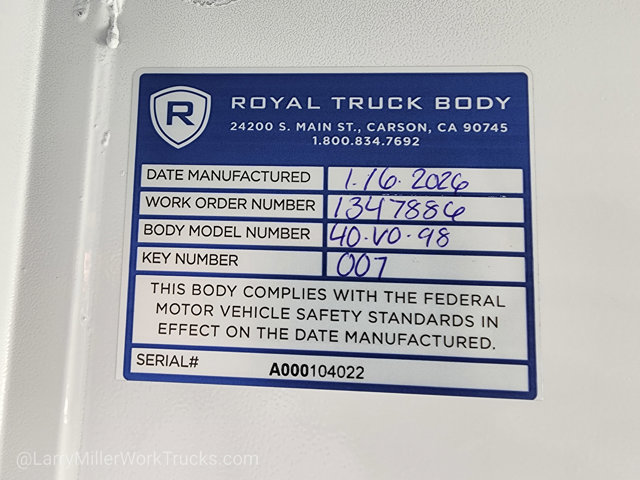 R
ROYAL TRUCK BODY
24200 S. MAIN ST., CARSON, CA 90745
1.800.834.7692
DATE MANUFACTURED 1.16.2026
WORK ORDER NUMBER 1347886
BODY MODEL NUMBER 40.VO.98
KEY NUMBER 007
THIS BODY COMPLIES WITH THE FEDERAL
MOTOR VEHICLE SAFETY STANDARDS IN
EFFECT ON THE DATE MANUFACTURED.
SERIAL# A000104022
@LarryMillerWorkTrucks.com